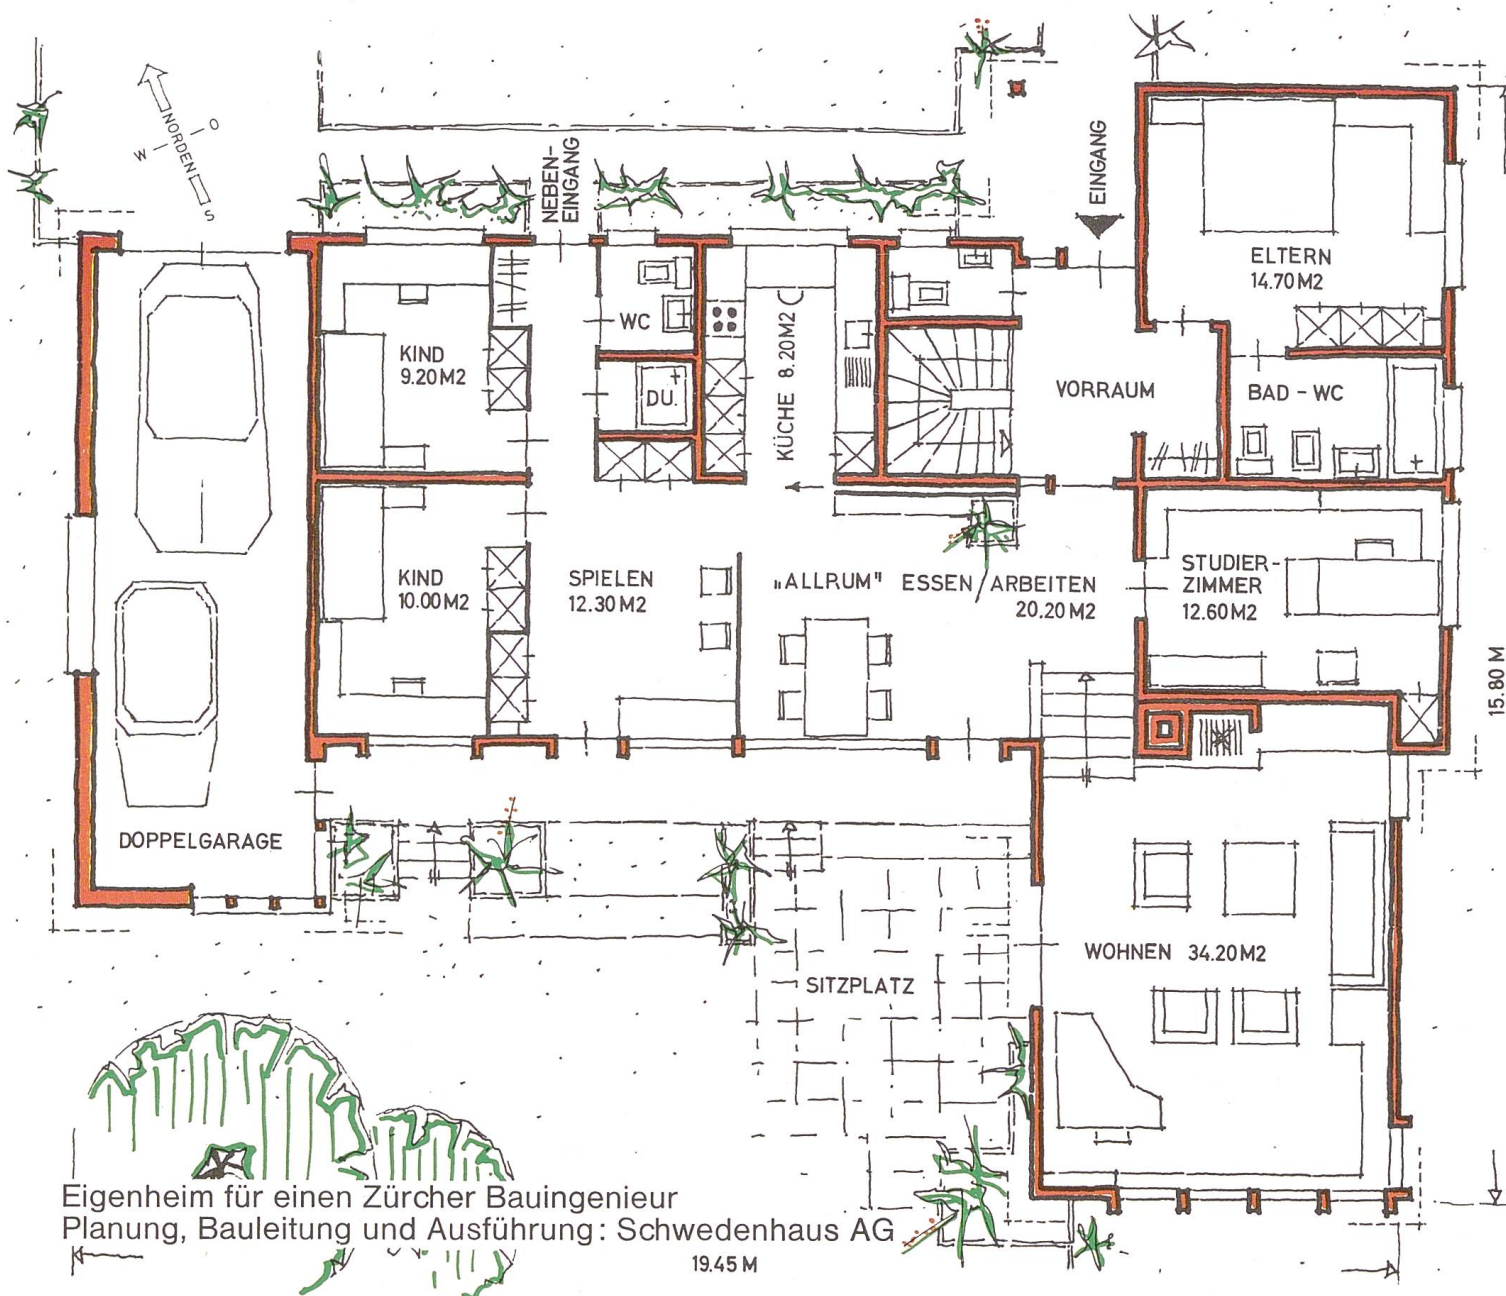 NORDEN
W
O
S
NEBEN-
EINGANG
EINGANG
ELTERN
14.70 M2
KIND
9.20 M2
WC
DU.
KÜCHE 8.20 M2
VORRAUM
BAD - WC
KIND
10.00 M2
SPIELEN
12.30 M2
„ALLRUM" ESSEN / ARBEITEN
20.20 M2
STUDIER-
ZIMMER
12.60 M2
15.80 M
DOPPELGARAGE
WOHNEN 34.20 M2
SITZPLATZ
Eigenheim für einen Zürcher Bauingenieur
Planung, Bauleitung und Ausführung: Schwedenhaus AG
19.45 M